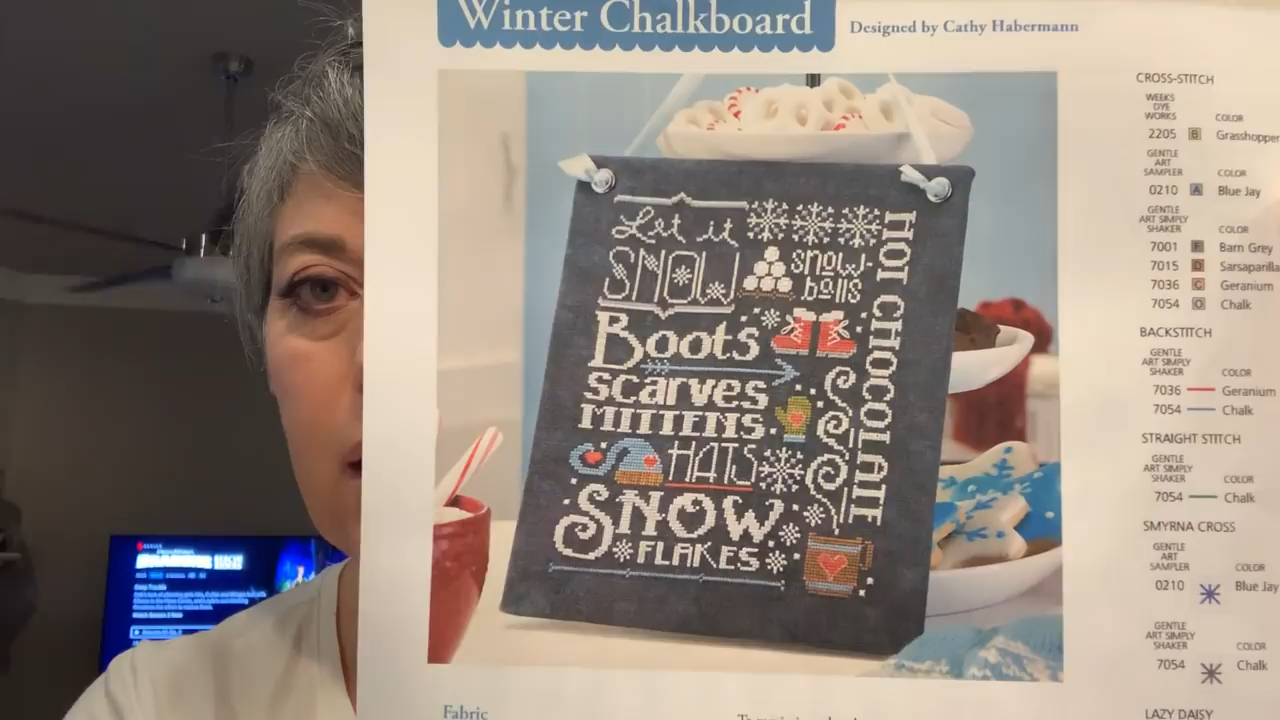 Winter Chalkboard
Designed by Cathy Habermann
Let it
SNOW
snow-
balls
HOT CHOCOLATE
Boots
scarves
MITTENS
HATS
SNOW
FLAKES
CROSS-STITCH
WEEKS
DYE
WORKS COLOR
2205 B Grasshopper
GENTLE
ART
SAMPLER COLOR
0210 A Blue Jay
GENTLE
ART SIMPLY
SHAKER COLOR
7001 E Barn Grey
7015 D Sarsaparilla
7036 C Geranium
7054 O Chalk
BACKSTITCH
GENTLE
ART SIMPLY
SHAKER COLOR
7036 Geranium
7054 Chalk
STRAIGHT STITCH
GENTLE
ART SIMPLY
SHAKER COLOR
7054 Chalk
SMYRNA CROSS
GENTLE
ART
SAMPLER COLOR
0210 Blue Jay
GENTLE
ART SIMPLY
SHAKER COLOR
7054 Chalk
LAZY DAISY
Fabric